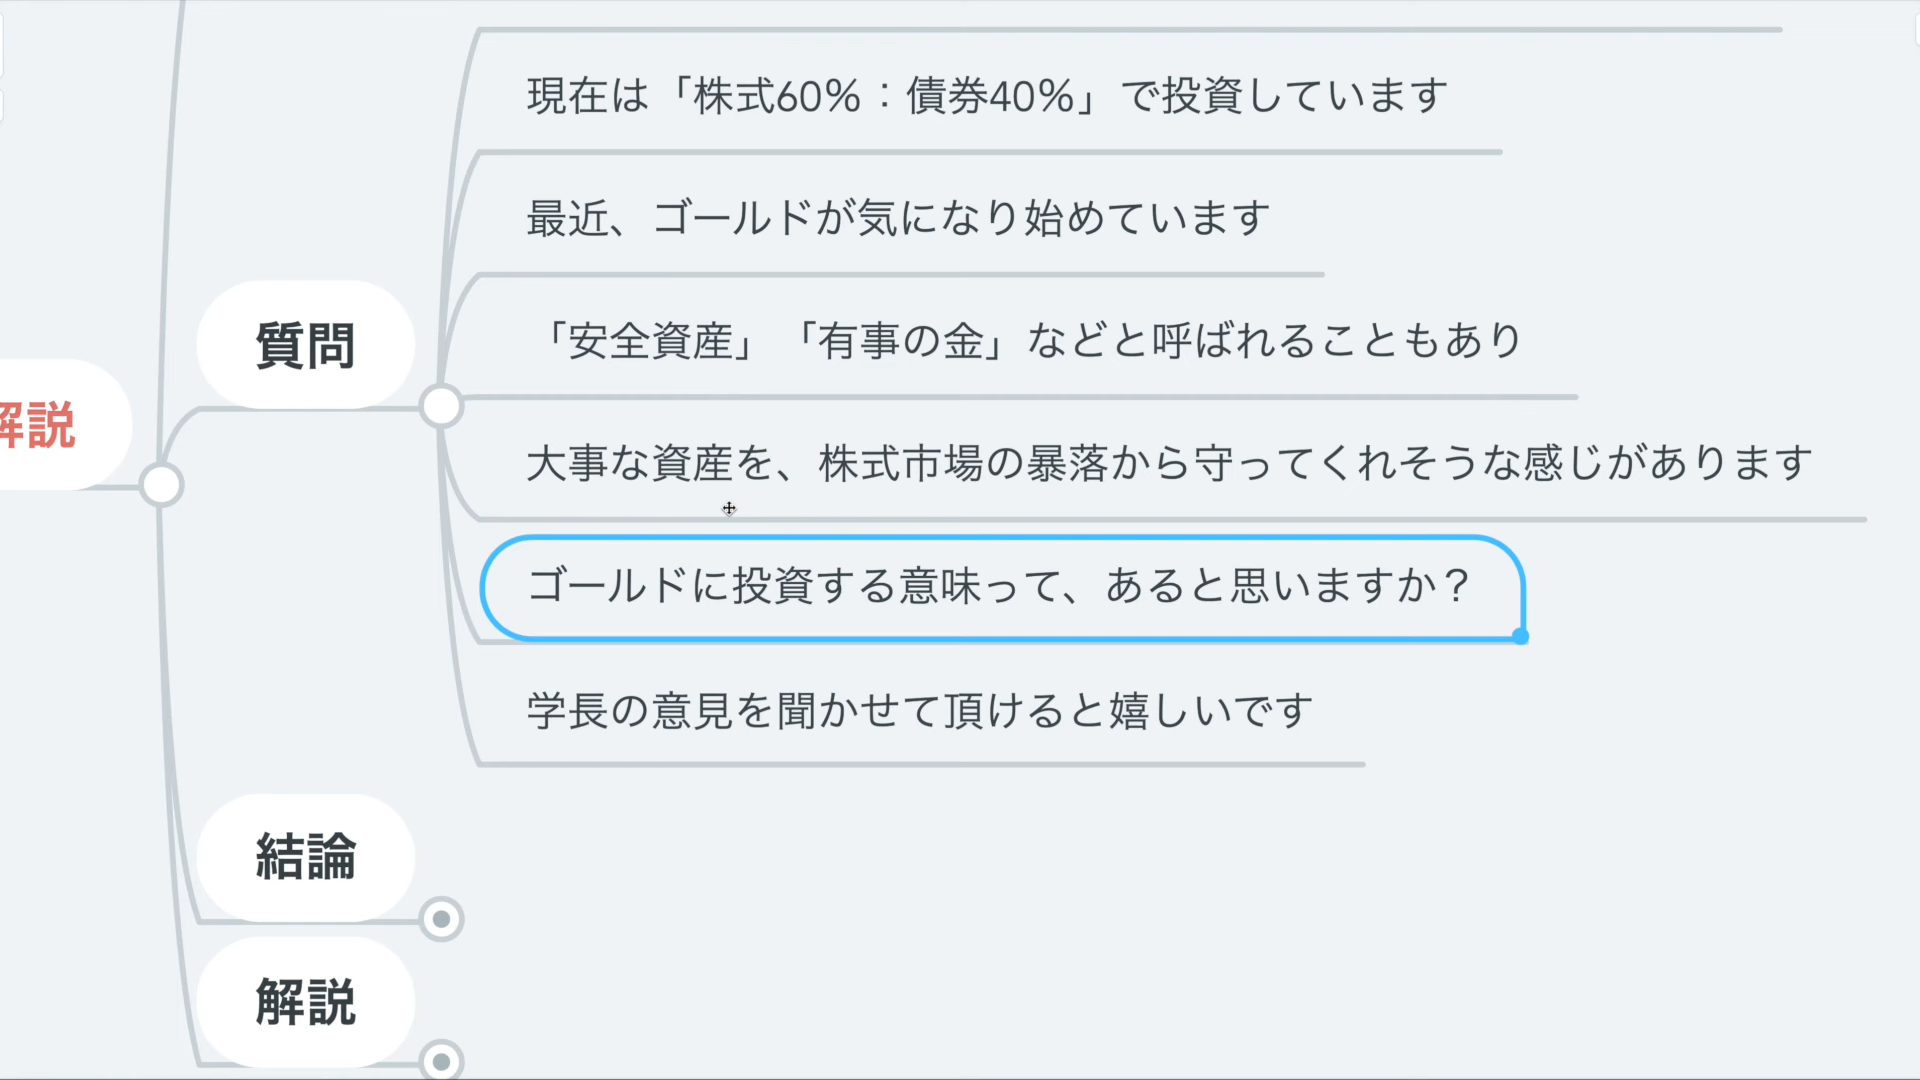 現在は「株式60%：債券40%」で投資しています
最近、ゴールドが気になり始めています
「安全資産」「有事の金」などと呼ばれることもあり
質問
解説
大事な資産を、株式市場の暴落から守ってくれそうな感じがあります
ゴールドに投資する意味って、あると思いますか？
学長の意見を聞かせて頂けると嬉しいです
結論
解説